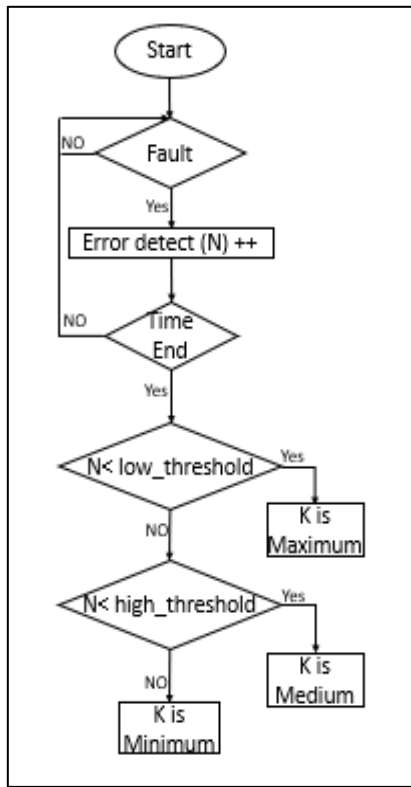 Start
NO
Fault
Yes
Error detect (N) ++
NO
Time
End
Yes
N< low_threshold
Yes
K is
Maximum
NO
N< high_threshold
Yes
K is
Medium
NO
K is
Minimum